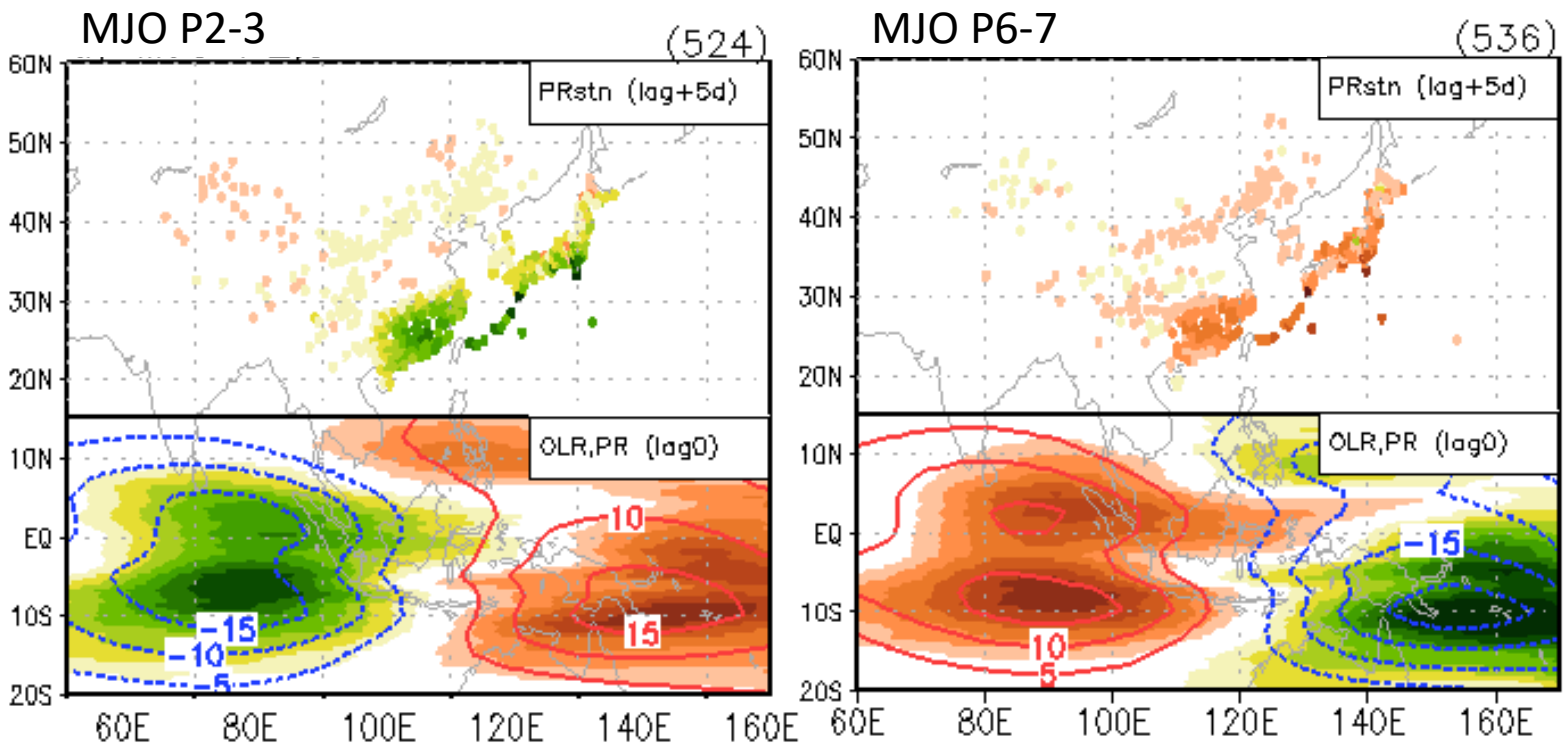 MJO P2-3
(524)
PRstn (lag+5d)
60N
50N
40N
30N
20N
OLR,PR (lag0)
10N
EQ
10S
20S
10
15
-15
-10
-5
60E 80E 100E 120E 140E 160E
MJO P6-7
(536)
PRstn (lag+5d)
60N
50N
40N
30N
20N
OLR,PR (lag0)
10N
EQ
10S
20S
-15
10
5
60E 80E 100E 120E 140E 160E